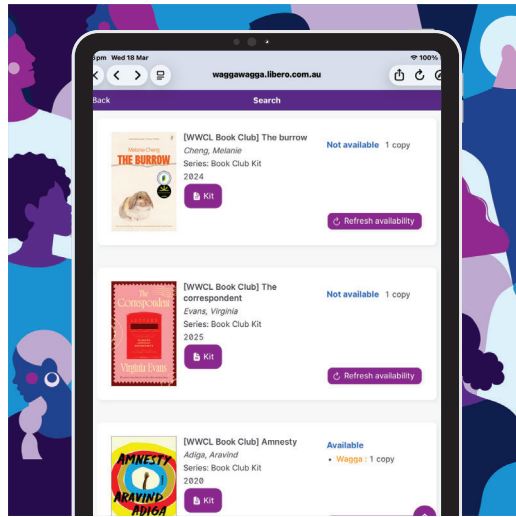 pm Wed 18 Mar
100%
waggawagga.libero.com.au
Back
Search
Melanie Cheng
THE BURROW
[WWCL Book Club] The burrow
Cheng, Melanie
Series: Book Club Kit
2024
Kit
Not available 1 copy
Refresh availability
The
Correspondent
LETTERS
Virginia Evans
[WWCL Book Club] The
correspondent
Evans, Virginia
Series: Book Club Kit
2025
Kit
Not available 1 copy
Refresh availability
AMNESTY
ARAVIND
ADIGA
[WWCL Book Club] Amnesty
Adiga, Aravind
Series: Book Club Kit
2020
Kit
Available
• Wagga : 1 copy